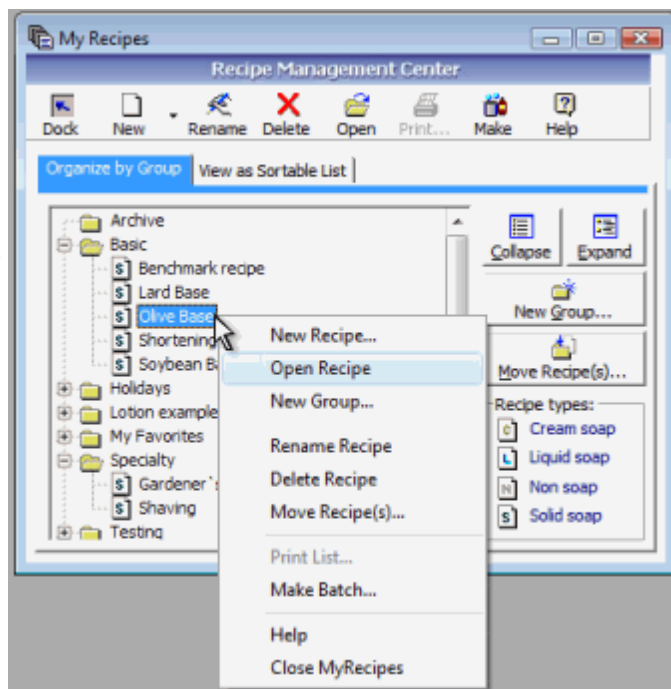 My Recipes
Recipe Management Center
Dock New Rename Delete Open Print... Make Help
Organize by Group View as Sortable List
Archive
Basic
Benchmark recipe
Lard Base
Olive Base
Shortening
Soybean B
Holidays
Lotion example
My Favorites
Specialty
Gardener`s
Shaving
Testing
Collapse Expand
New Group...
Move Recipe(s)...
Recipe types:
c Cream soap
L Liquid soap
N Non soap
s Solid soap
New Recipe...
Open Recipe
New Group...
Rename Recipe
Delete Recipe
Move Recipe(s)...
Print List...
Make Batch...
Help
Close MyRecipes